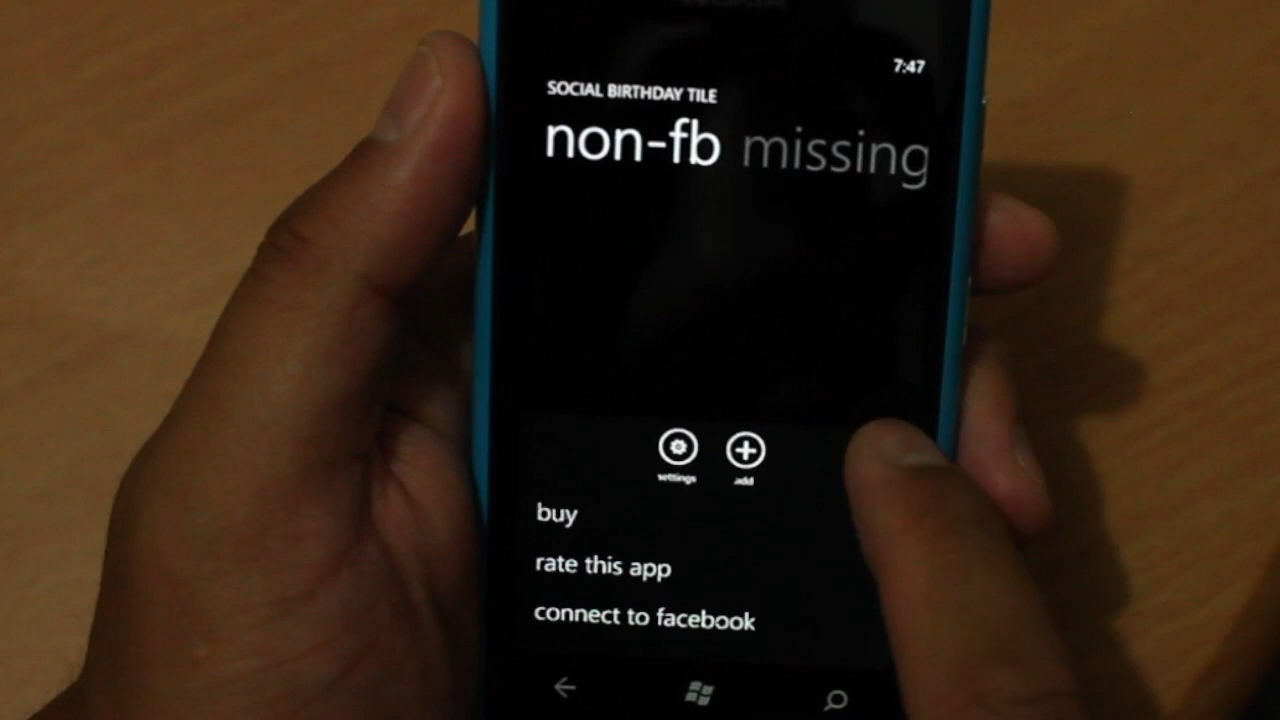 7:47
SOCIAL BIRTHDAY TILE
non-fb missing
settings add
buy
rate this app
connect to facebook